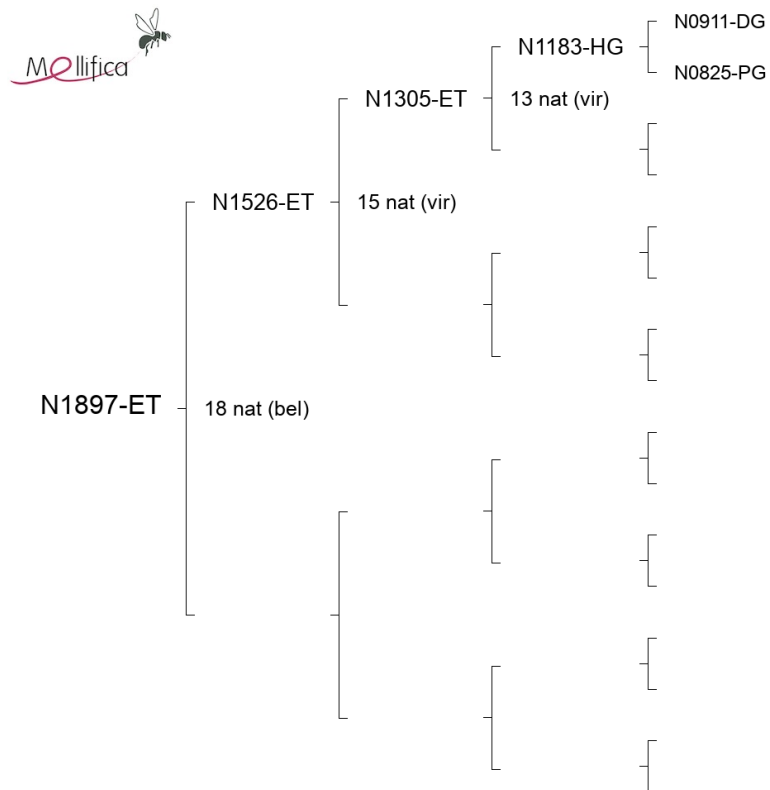 Mellifica
N0911-DG
N1183-HG
N0825-PG
N1305-ET
13 nat (vir)
N1526-ET
15 nat (vir)
N1897-ET
18 nat (bel)